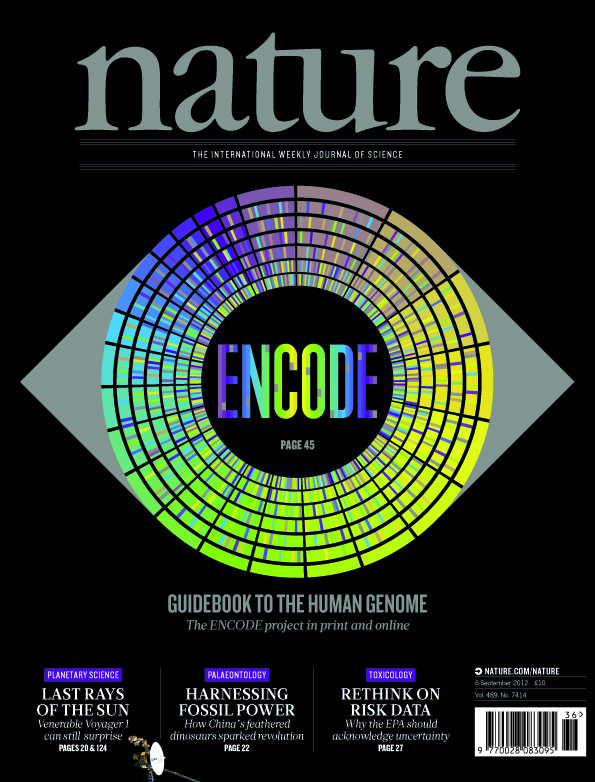 nature
THE INTERNATIONAL WEEKLY JOURNAL OF SCIENCE
ENCODE
PAGE 45
GUIDEBOOK TO THE HUMAN GENOME
The ENCODE project in print and online
PLANETARY SCIENCE
LAST RAYS
OF THE SUN
Venerable Voyager 1
can still surprise
PAGES 20 & 124
PALAEONTOLOGY
HARNESSING
FOSSIL POWER
How China's feathered
dinosaurs sparked revolution
PAGE 22
TOXICOLOGY
RETHINK ON
RISK DATA
Why the EPA should
acknowledge uncertainty
PAGE 27
NATURE.COM/NATURE
6 September 2012 £10
Vol. 489, No. 7414
36
9 770028 083095